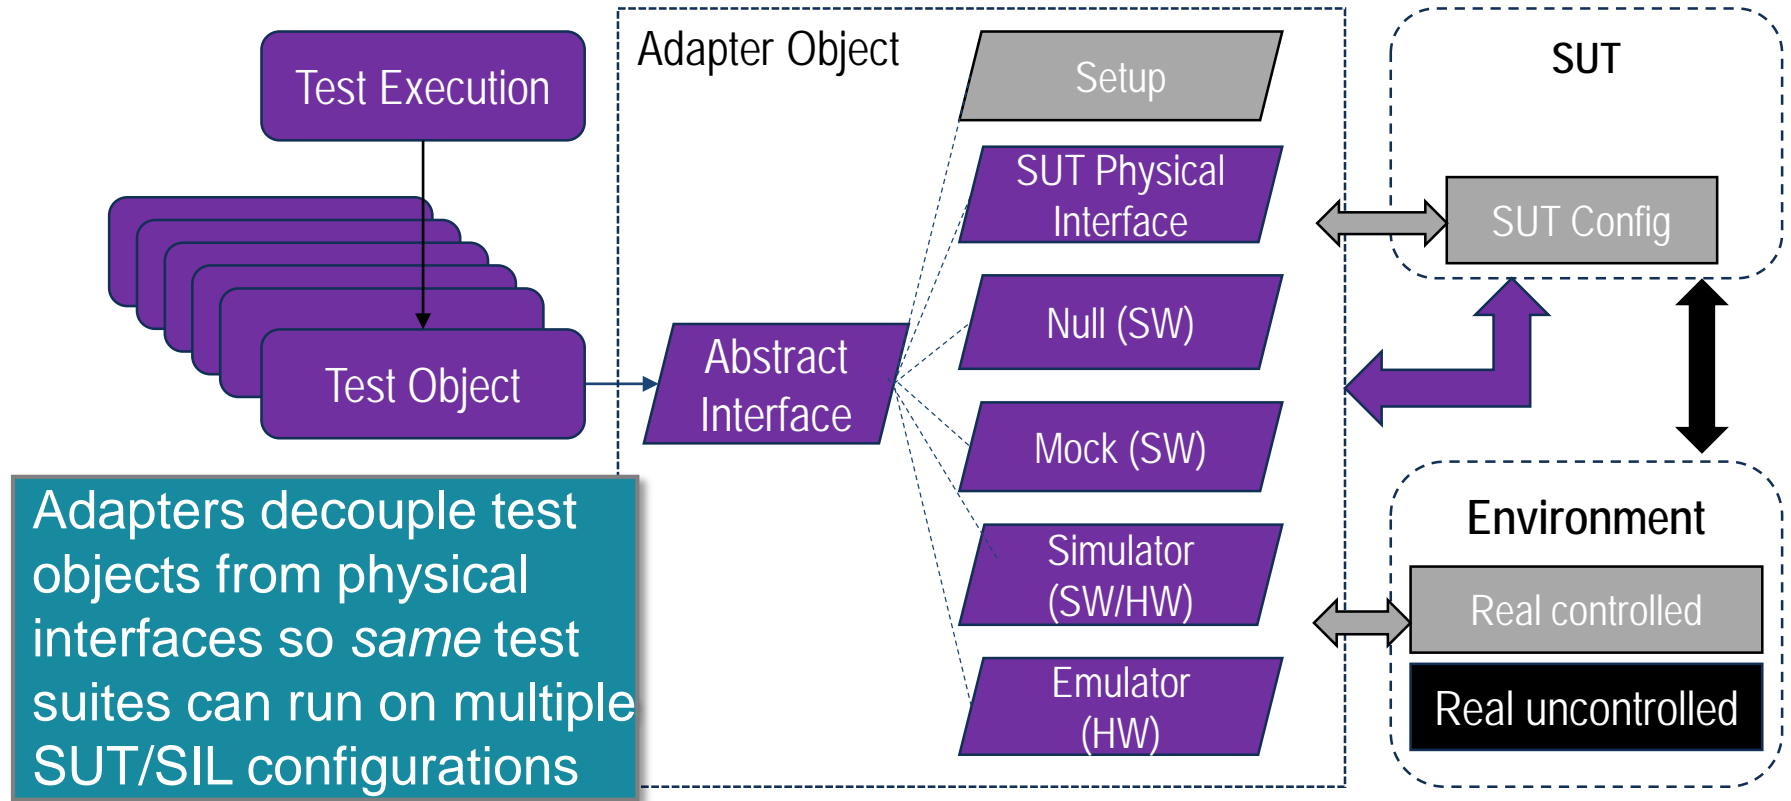 Test Execution
Test Object
Adapter Object
Abstract
Interface
Setup
SUT Physical
Interface
Null (SW)
Mock (SW)
Simulator
(SW/HW)
Emulator
(HW)
SUT
SUT Config
Environment
Real controlled
Real uncontrolled
Adapters decouple test
objects from physical
interfaces so same test
suites can run on multiple
SUT/SIL configurations